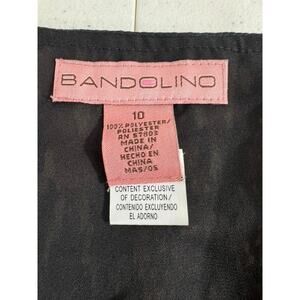 BANDOLINO
10
100% POLYESTER/
POLIESTER
RN 57803
MADE IN
CHINA/
HECHO EN
CHINA
MAS/05
CONTENT EXCLUSIVE
OF DECORATION/
CONTENIDO EXCLUYENDO
EL ADORNO